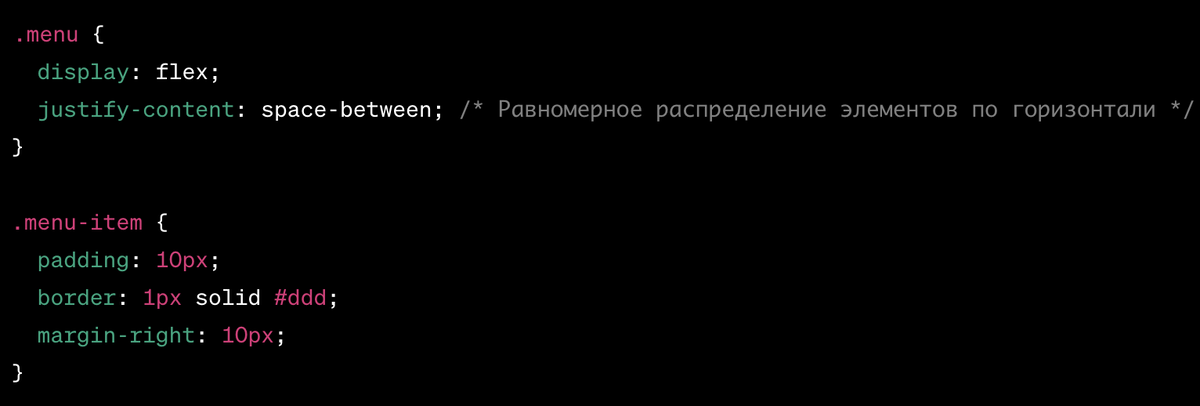 .menu {
  display: flex;
  justify-content: space-between; /* Равномерное распределение элементов по горизонтали */
}

.menu-item {
  padding: 10px;
  border: 1px solid #ddd;
  margin-right: 10px;
}